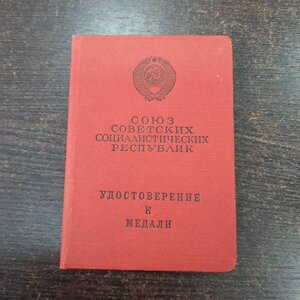 СОЮЗ
СОВЕТСКИХ
СОЦИАЛИСТИЧЕСКИХ
РЕСПУБЛИК
УДОСТОВЕРЕНИЕ
К
МЕДАЛИ